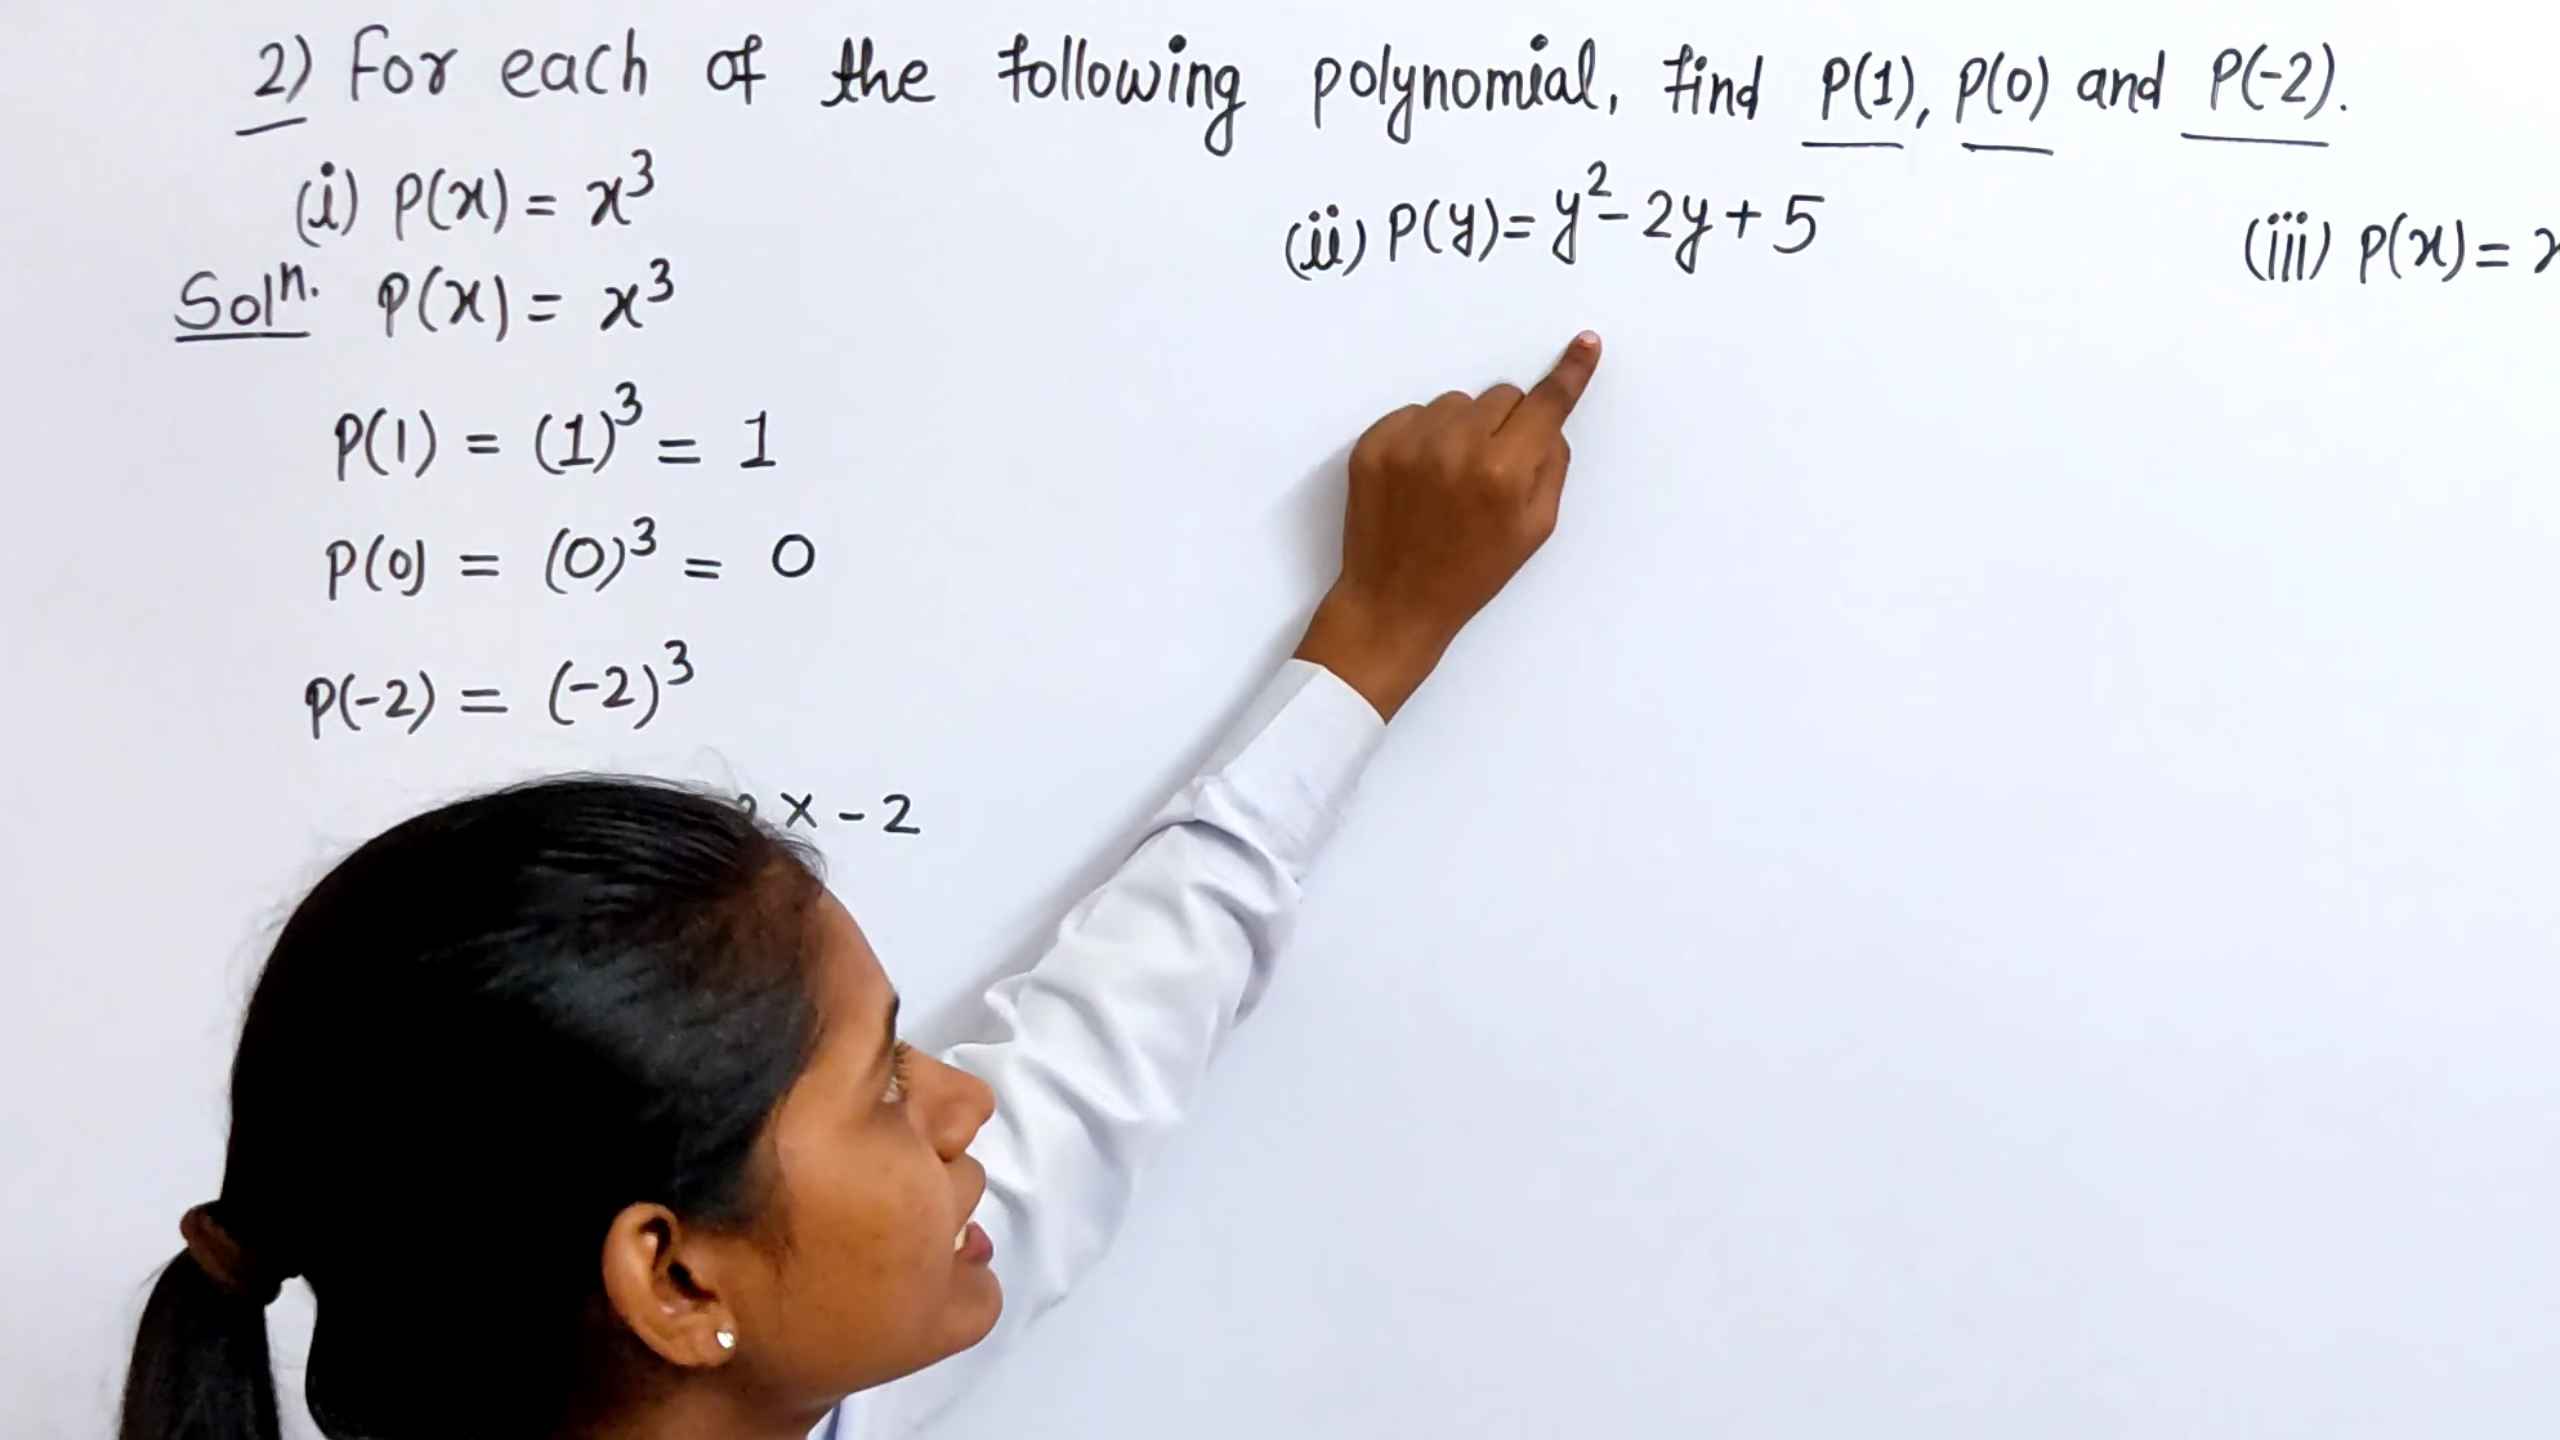 2) For each of the following polynomial, find P(1), P(0) and P(-2).
(i) P(x) = x³
(ii) P(y) = y² - 2y + 5
(iii) P(x) =
Solⁿ. P(x) = x³
P(1) = (1)³ = 1
P(0) = (0)³ = 0
P(-2) = (-2)³
x - 2